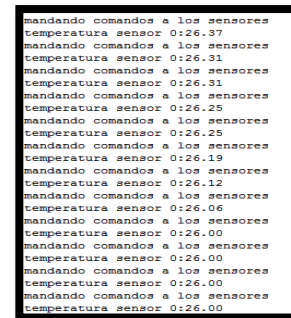 mandando comandos a los sensores
temperatura sensor 0:26.37
mandando comandos a los sensores
temperatura sensor 0:26.31
mandando comandos a los sensores
temperatura sensor 0:26.31
mandando comandos a los sensores
temperatura sensor 0:26.25
mandando comandos a los sensores
temperatura sensor 0:26.25
mandando comandos a los sensores
temperatura sensor 0:26.19
mandando comandos a los sensores
temperatura sensor 0:26.12
mandando comandos a los sensores
temperatura sensor 0:26.06
mandando comandos a los sensores
temperatura sensor 0:26.00
mandando comandos a los sensores
temperatura sensor 0:26.00
mandando comandos a los sensores
temperatura sensor 0:26.00
mandando comandos a los sensores
temperatura sensor 0:26.00